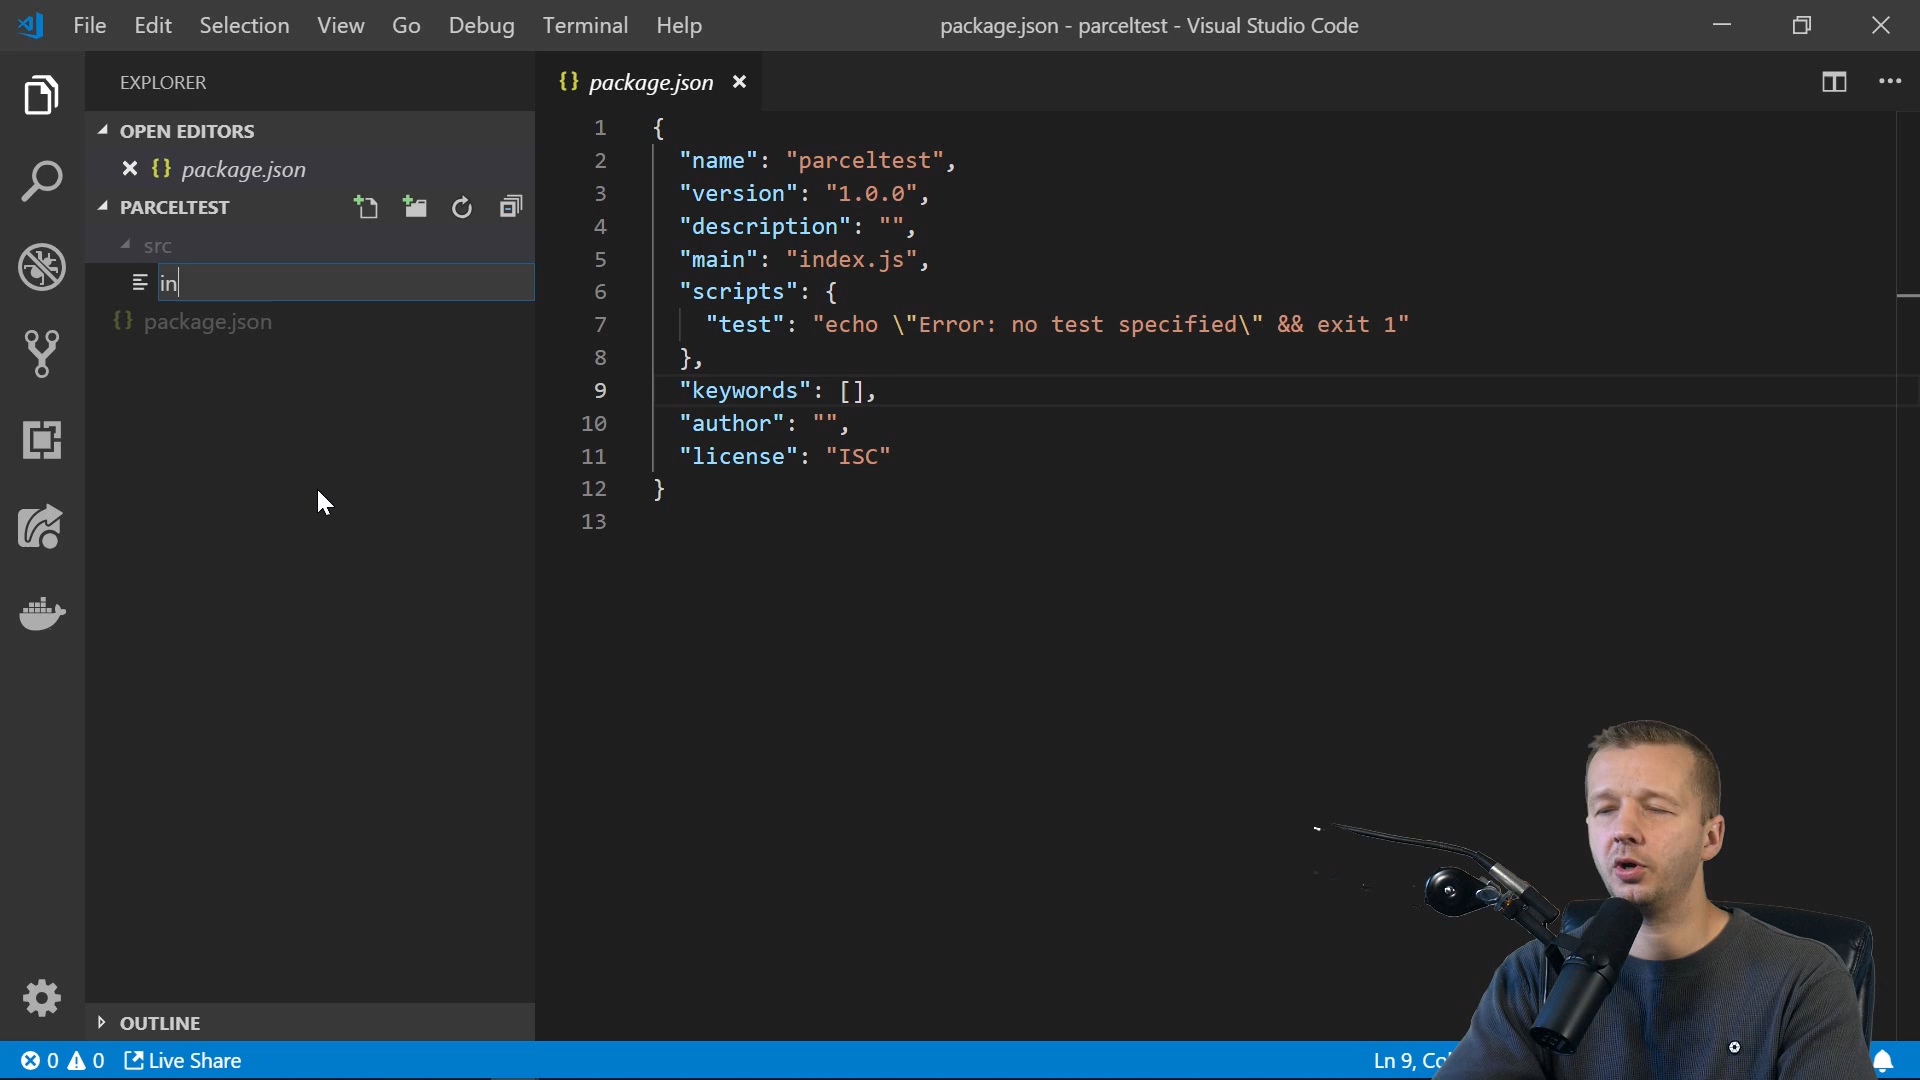 File Edit Selection View Go Debug Terminal Help
package.json - parceltest - Visual Studio Code
EXPLORER
OPEN EDITORS
{} package.json
PARCELTEST
src
in
{} package.json
{} package.json
1 {
2 "name": "parceltest",
3 "version": "1.0.0",
4 "description": "",
5 "main": "index.js",
6 "scripts": {
7 "test": "echo \"Error: no test specified\" && exit 1"
8 },
9 "keywords": [],
10 "author": "",
11 "license": "ISC"
12 }
13
OUTLINE
0 0 Live Share
Ln 9,